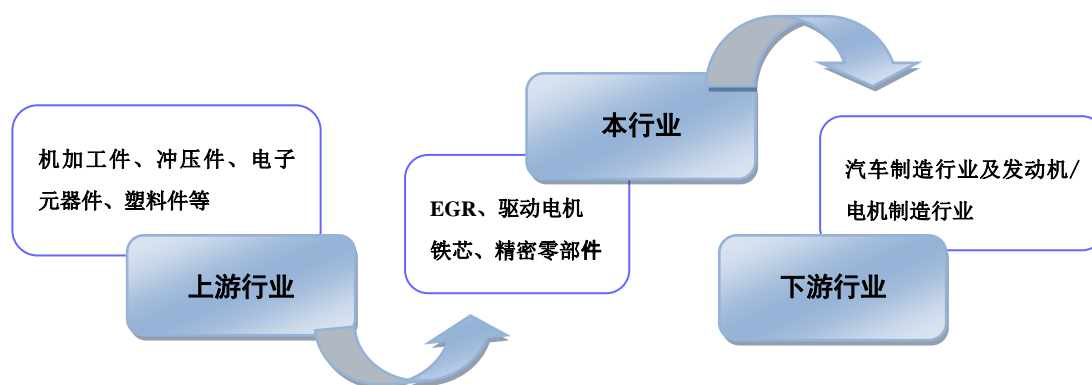 机加工件、冲压件、电子
元器件、塑料件等
上游行业
本行业
EGR、驱动电机
铁芯、精密零部件
汽车制造行业及发动机/
电机制造行业
下游行业